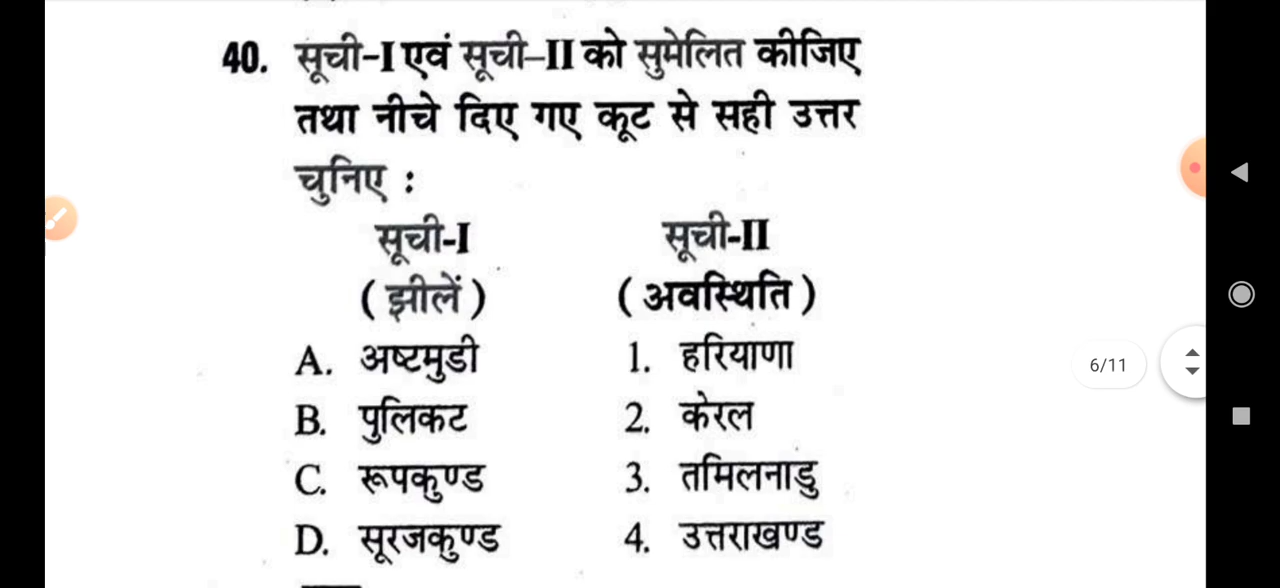 40. सूची-I एवं सूची–II को सुमेलित कीजिए
तथा नीचे दिए गए कूट से सही उत्तर
चुनिए :
सूची-I सूची-II
( झीलें ) ( अवस्थिति )
A. अष्टमुडी 1. हरियाणा
B. पुलिकट 2. केरल
C. रूपकुण्ड 3. तमिलनाडु
D. सूरजकुण्ड 4. उत्तराखण्ड
6/11